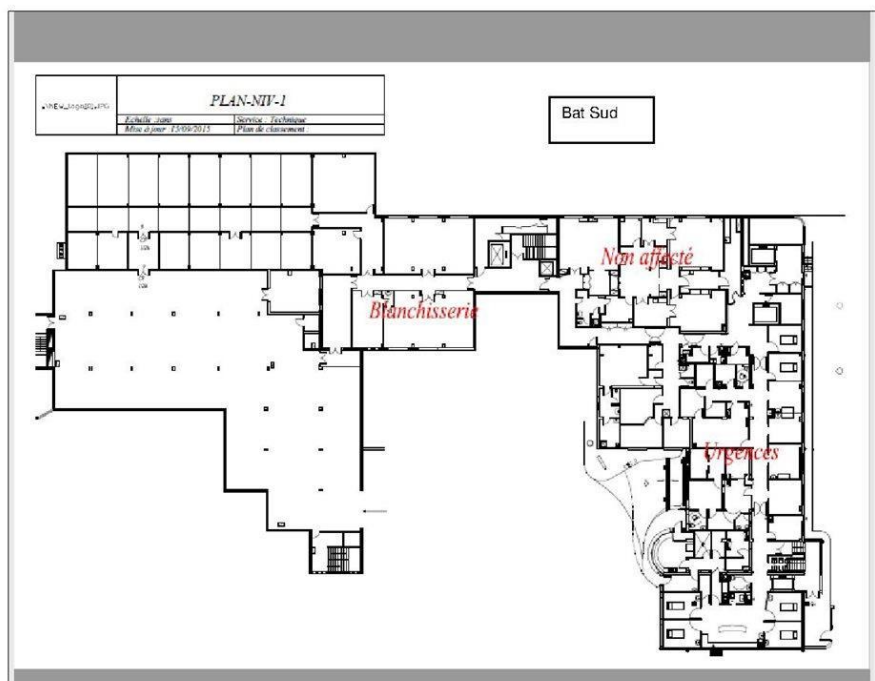 PLAN-NIV-1
Echelle :sans
Service : Technique
Mise à jour 15/09/2015
Plan de classement :
Bat Sud
Non affecté
Blanchisserie
Urgences